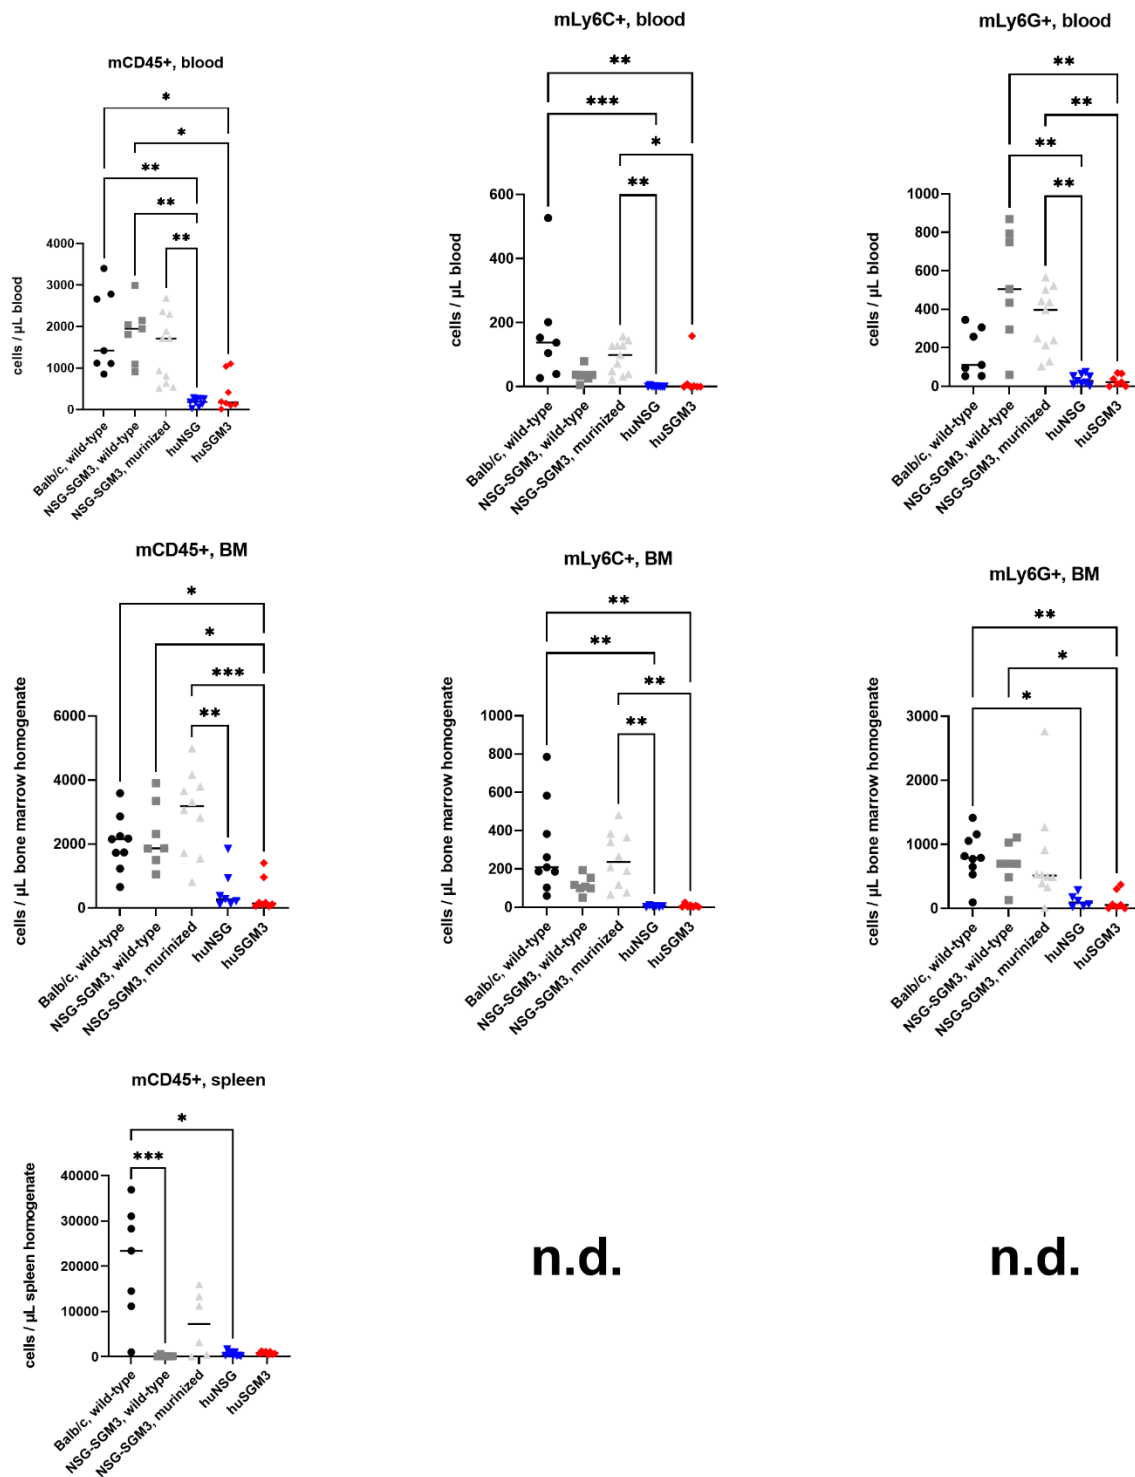 mCD45+, blood
*
*
**
**
**
4000
3000
2000
1000
0
cells / µL blood
Balb/c, wild-type
NSG-SGM3, wild-type
NSG-SGM3, murinized
huNSG
huSGM3
mLy6C+, blood
**
***
*
**
600
400
200
0
cells / µL blood
Balb/c, wild-type
NSG-SGM3, wild-type
NSG-SGM3, murinized
huNSG
huSGM3
mLy6G+, blood
**
**
**
**
1000
800
600
400
200
0
cells / µL blood
Balb/c, wild-type
NSG-SGM3, wild-type
NSG-SGM3, murinized
huNSG
huSGM3
mCD45+, BM
*
*
***
**
6000
4000
2000
0
cells / µL bone marrow homogenate
Balb/c, wild-type
NSG-SGM3, wild-type
NSG-SGM3, murinized
huNSG
huSGM3
mLy6C+, BM
**
**
**
**
1000
800
600
400
200
0
cells / µL bone marrow homogenate
Balb/c, wild-type
NSG-SGM3, wild-type
NSG-SGM3, murinized
huNSG
huSGM3
mLy6G+, BM
**
*
*
3000
2000
1000
0
cells / µL bone marrow homogenate
Balb/c, wild-type
NSG-SGM3, wild-type
NSG-SGM3, murinized
huNSG
huSGM3
mCD45+, spleen
*
***
40000
30000
20000
10000
0
cells / µL spleen homogenate
Balb/c, wild-type
NSG-SGM3, wild-type
NSG-SGM3, murinized
huNSG
huSGM3
n.d.
n.d.